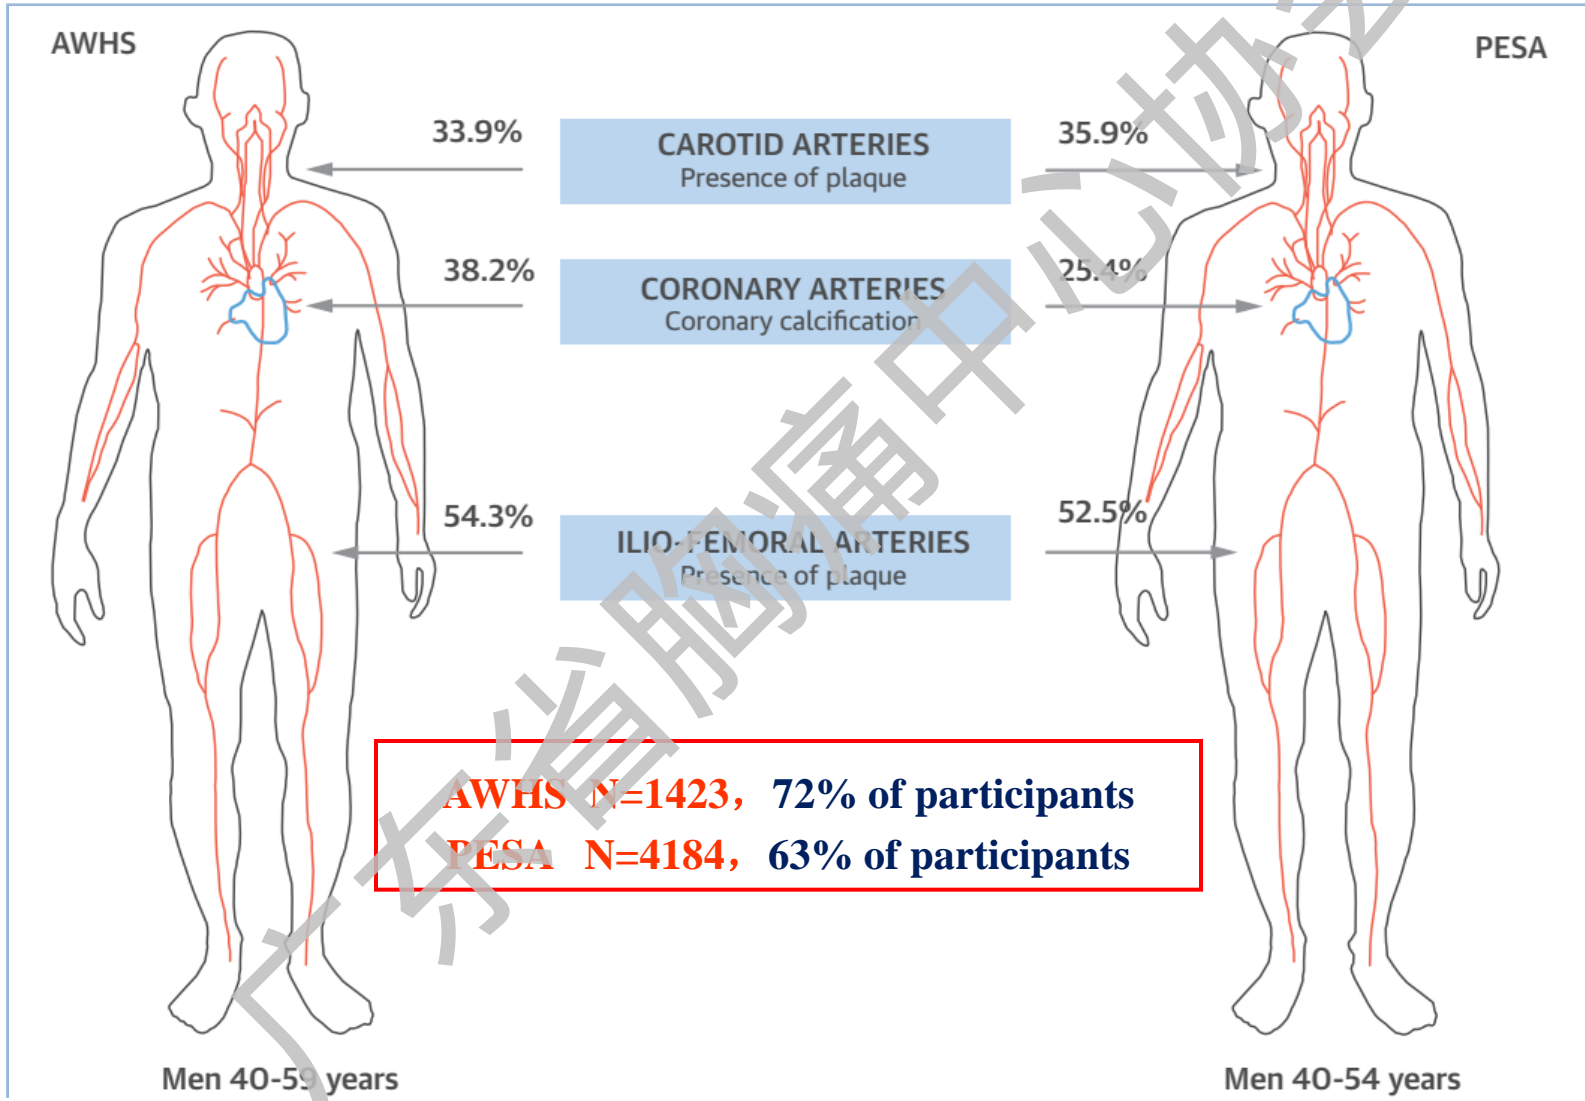 AWHS
PESA
33.9%
CAROTID ARTERIES
Presence of plaque
35.9%
38.2%
CORONARY ARTERIES
Coronary calcification
25.4%
54.3%
ILIO-FEMORAL ARTERIES
Presence of plaque
52.5%
AWHS N=1423，72% of participants
PESA N=4184，63% of participants
Men 40-59 years
Men 40-54 years
广东省胸痛中心协会